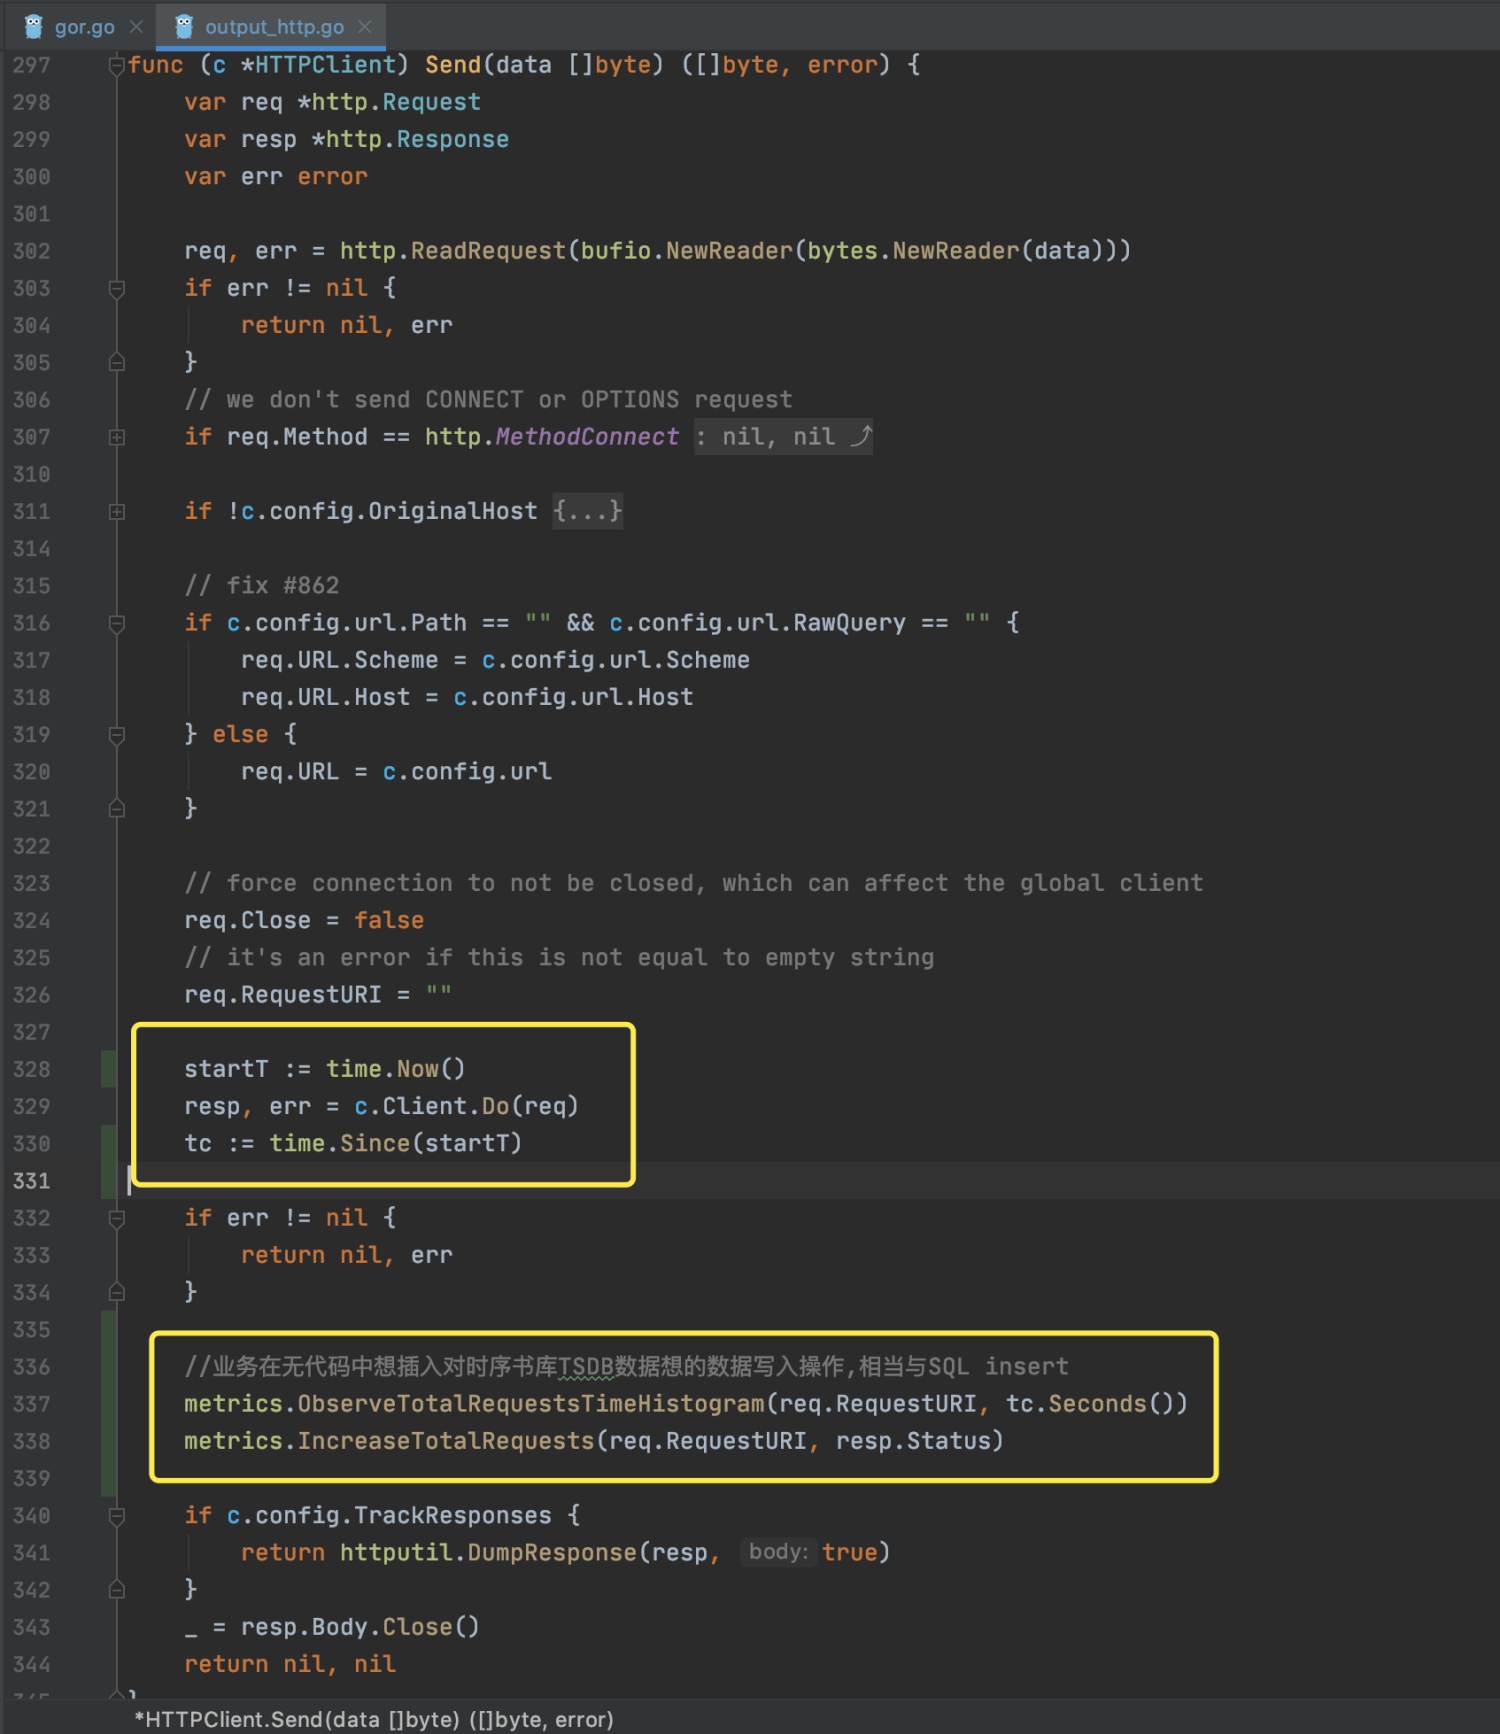 gor.go
output_http.go
297 func (c *HTTPClient) Send(data []byte) ([]byte, error) {
298 var req *http.Request
299 var resp *http.Response
300 var err error
301
302 req, err = http.ReadRequest(bufio.NewReader(bytes.NewReader(data)))
303 if err != nil {
304 return nil, err
305 }
306 // we don't send CONNECT or OPTIONS request
307 if req.Method == http.MethodConnect : nil, nil ⤴
310
311 if !c.config.OriginalHost {...}
314
315 // fix #862
316 if c.config.url.Path == "" && c.config.url.RawQuery == "" {
317 req.URL.Scheme = c.config.url.Scheme
318 req.URL.Host = c.config.url.Host
319 } else {
320 req.URL = c.config.url
321 }
322
323 // force connection to not be closed, which can affect the global client
324 req.Close = false
325 // it's an error if this is not equal to empty string
326 req.RequestURI = ""
327
328 startT := time.Now()
329 resp, err = c.Client.Do(req)
330 tc := time.Since(startT)
331
332 if err != nil {
333 return nil, err
334 }
335
336 //业务在无代码中想插入对时序书库TSDB数据想的数据写入操作,相当与SQL insert
337 metrics.ObserveTotalRequestsTimeHistogram(req.RequestURI, tc.Seconds())
338 metrics.IncreaseTotalRequests(req.RequestURI, resp.Status)
339
340 if c.config.TrackResponses {
341 return httputil.DumpResponse(resp, body: true)
342 }
343 _ = resp.Body.Close()
344 return nil, nil
345 }
*HTTPClient.Send(data []byte) ([]byte, error)